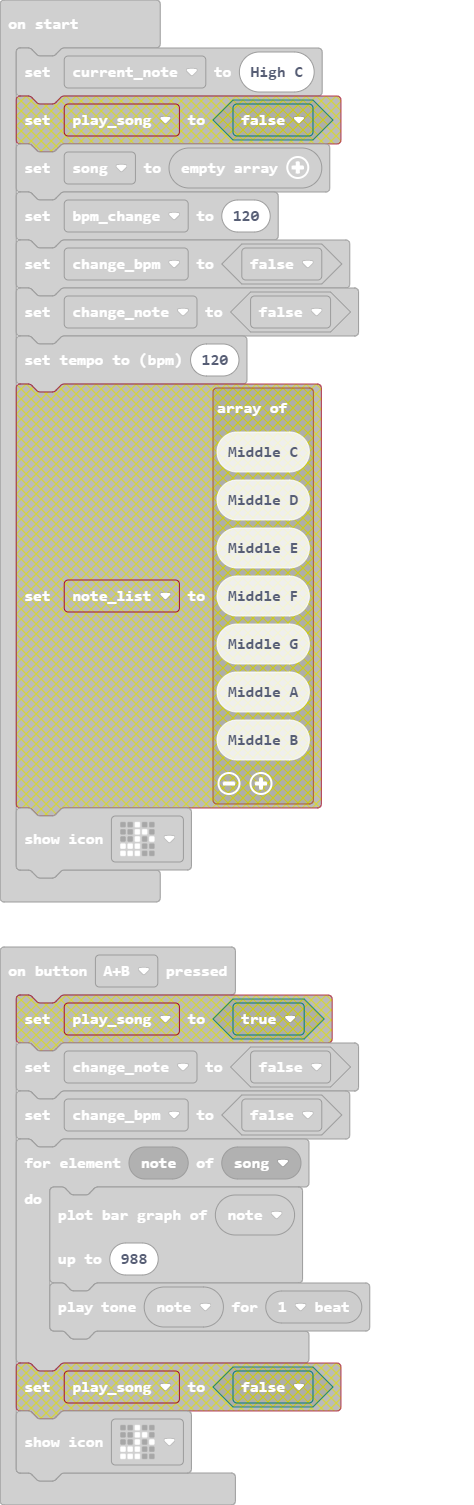 on start
set current_note to High C
set play_song to false
set song to empty array
set bpm_change to 120
set change_bpm to false
set change_note to false
set tempo to (bpm) 120
array of
Middle C
Middle D
Middle E
set note_list to Middle F
Middle G
Middle A
Middle B
show icon
on button A+B pressed
set play_song to true
set change_note to false
set change_bpm to false
for element note of song
do
plot bar graph of note
up to 988
play tone note for 1 beat
set play_song to false
show icon